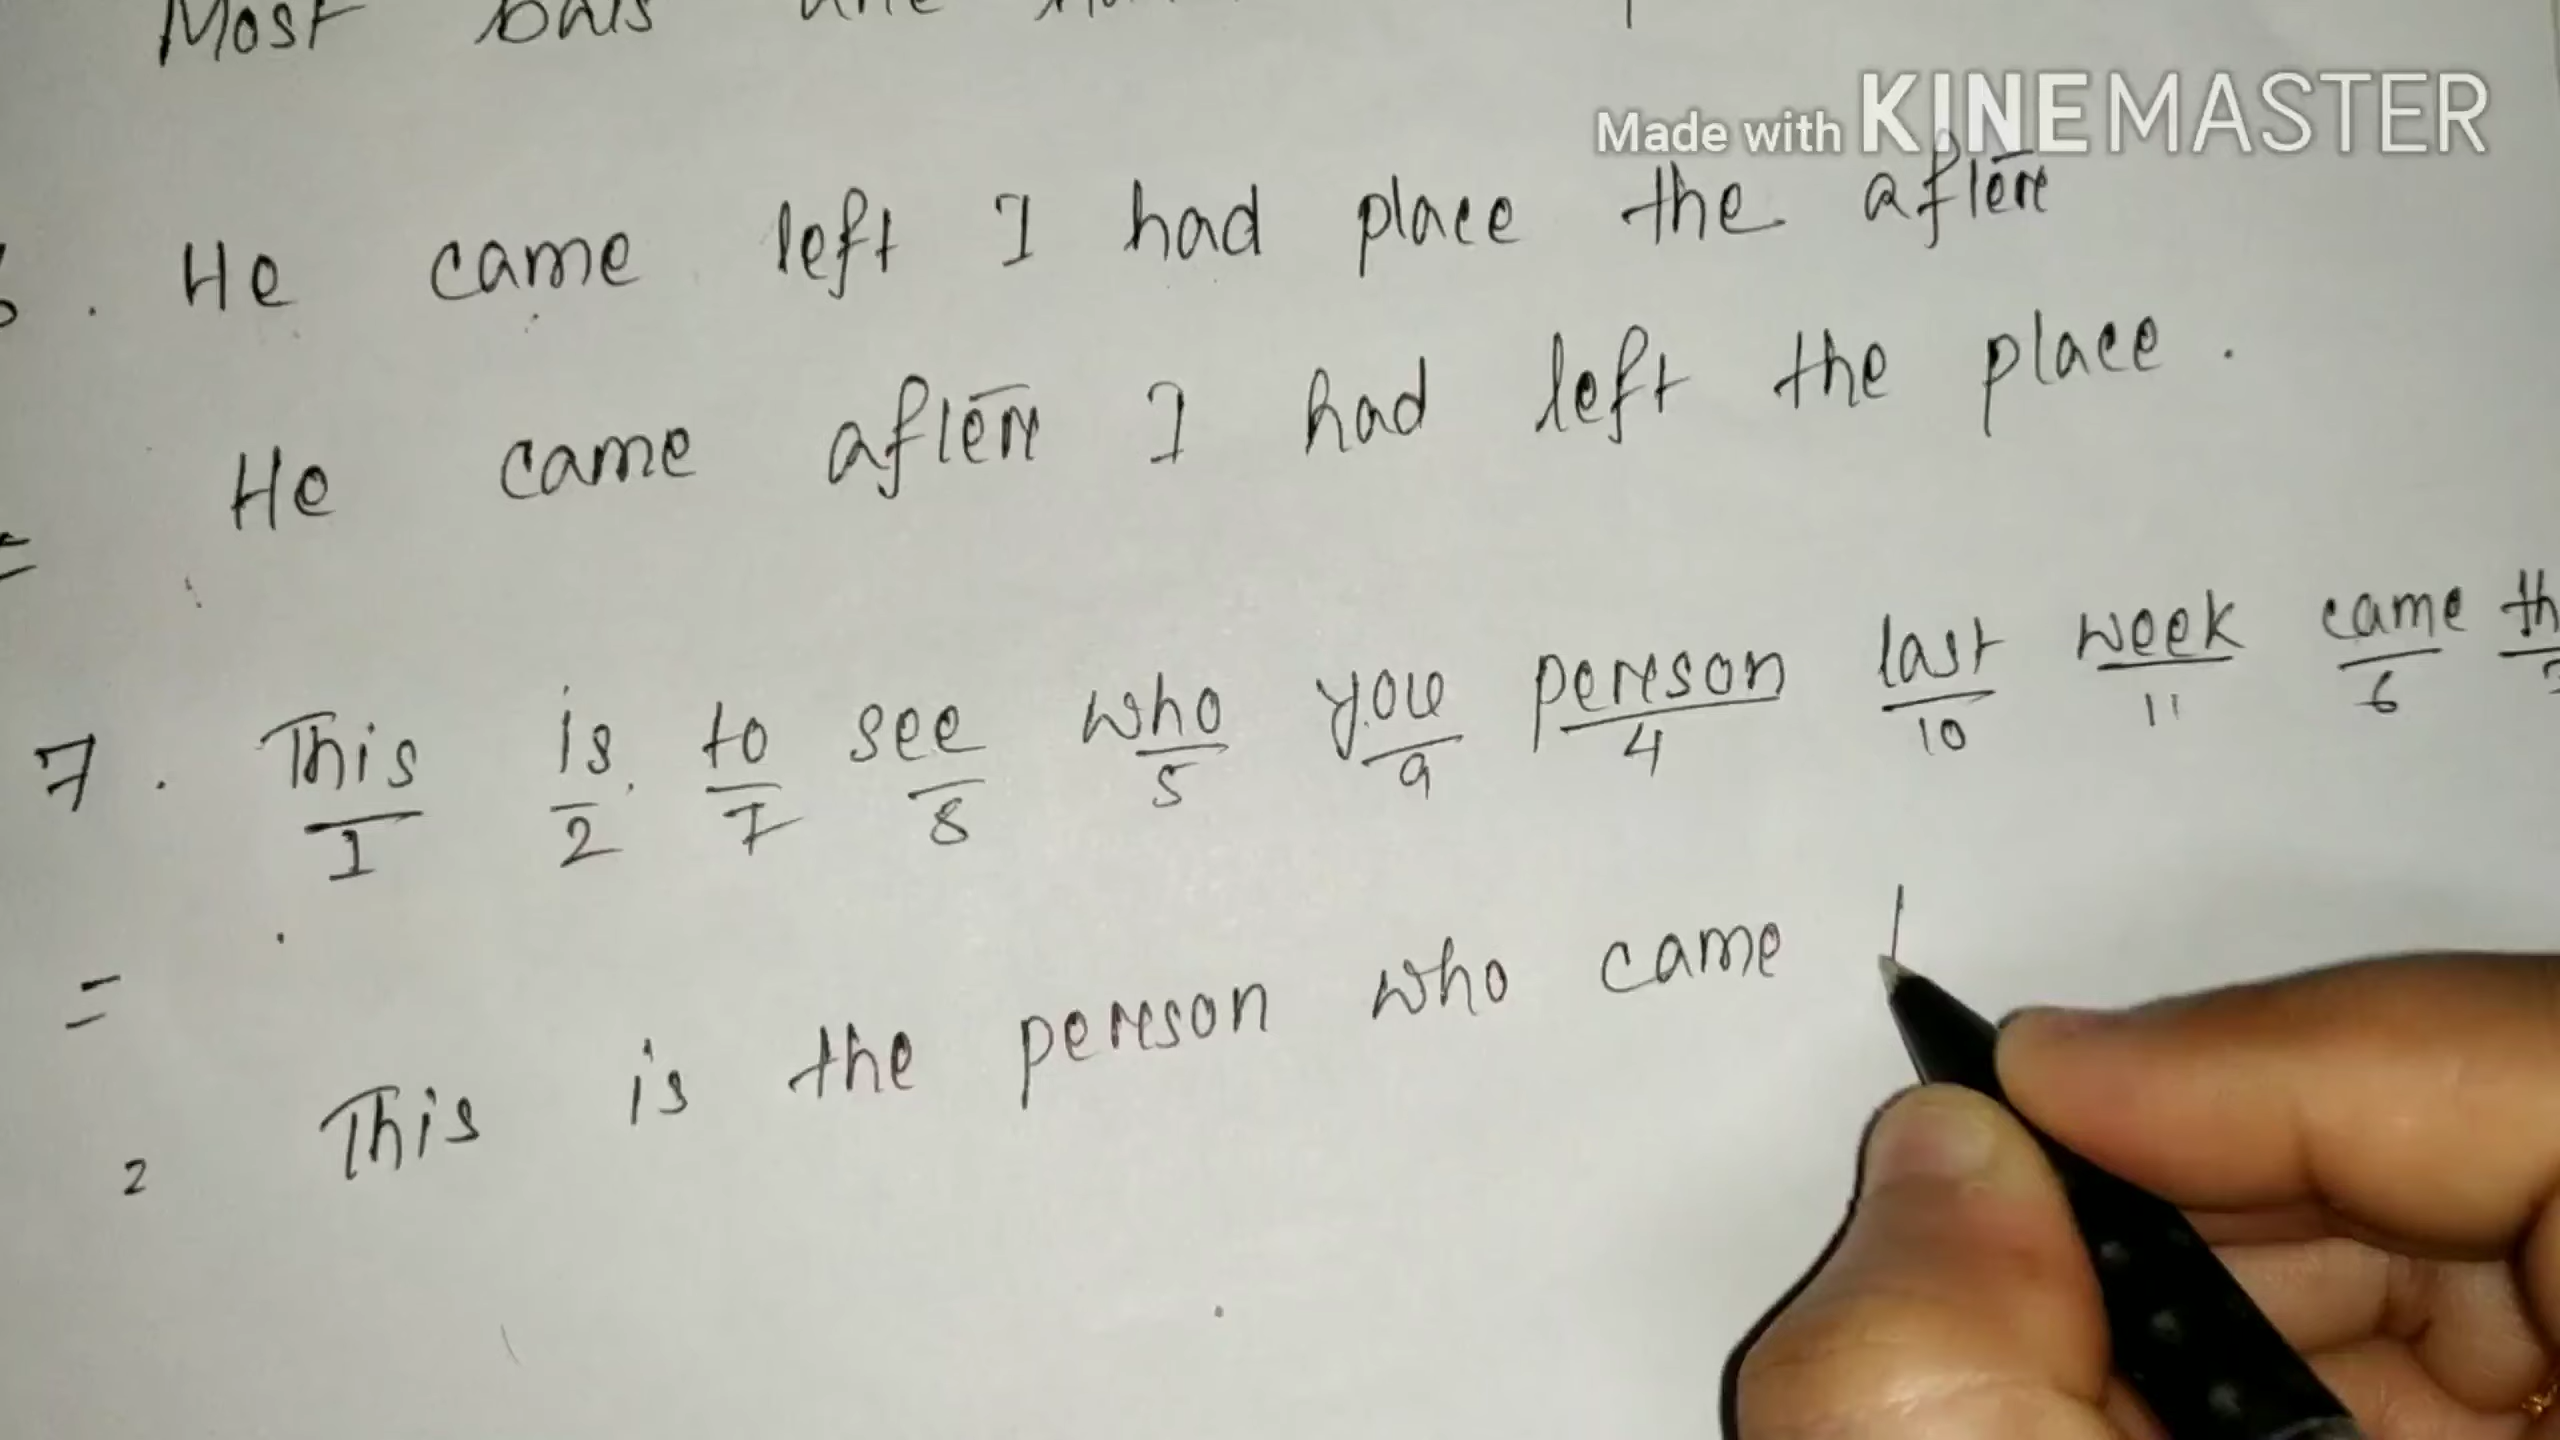 Most
Made with KINEMASTER
. He came left I had place the after
He came after I had left the place.
=
7. This is to see who you person last week came th
1 2 7 8 5 9 4 10 11 6
=
2 This is the person who came